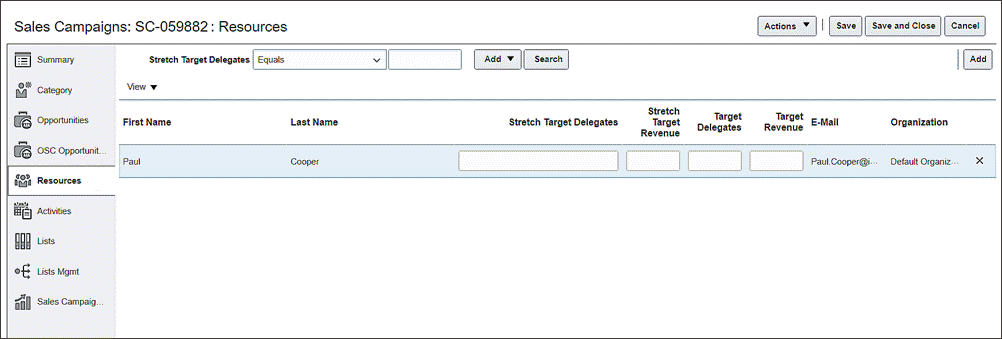 Sales Campaigns: SC-059882 : Resources
Actions Save Save and Close Cancel
Summary
Category
Opportunities
OSC Opportunit...
Resources
Activities
Lists
Lists Mgmt
Sales Campaig...
Stretch Target Delegates Equals Add Search Add
View
First Name Last Name Stretch Target Delegates Stretch Target Revenue Target Delegates Target Revenue E-Mail Organization
Paul Cooper Paul.Cooper@i... Default Organiz...